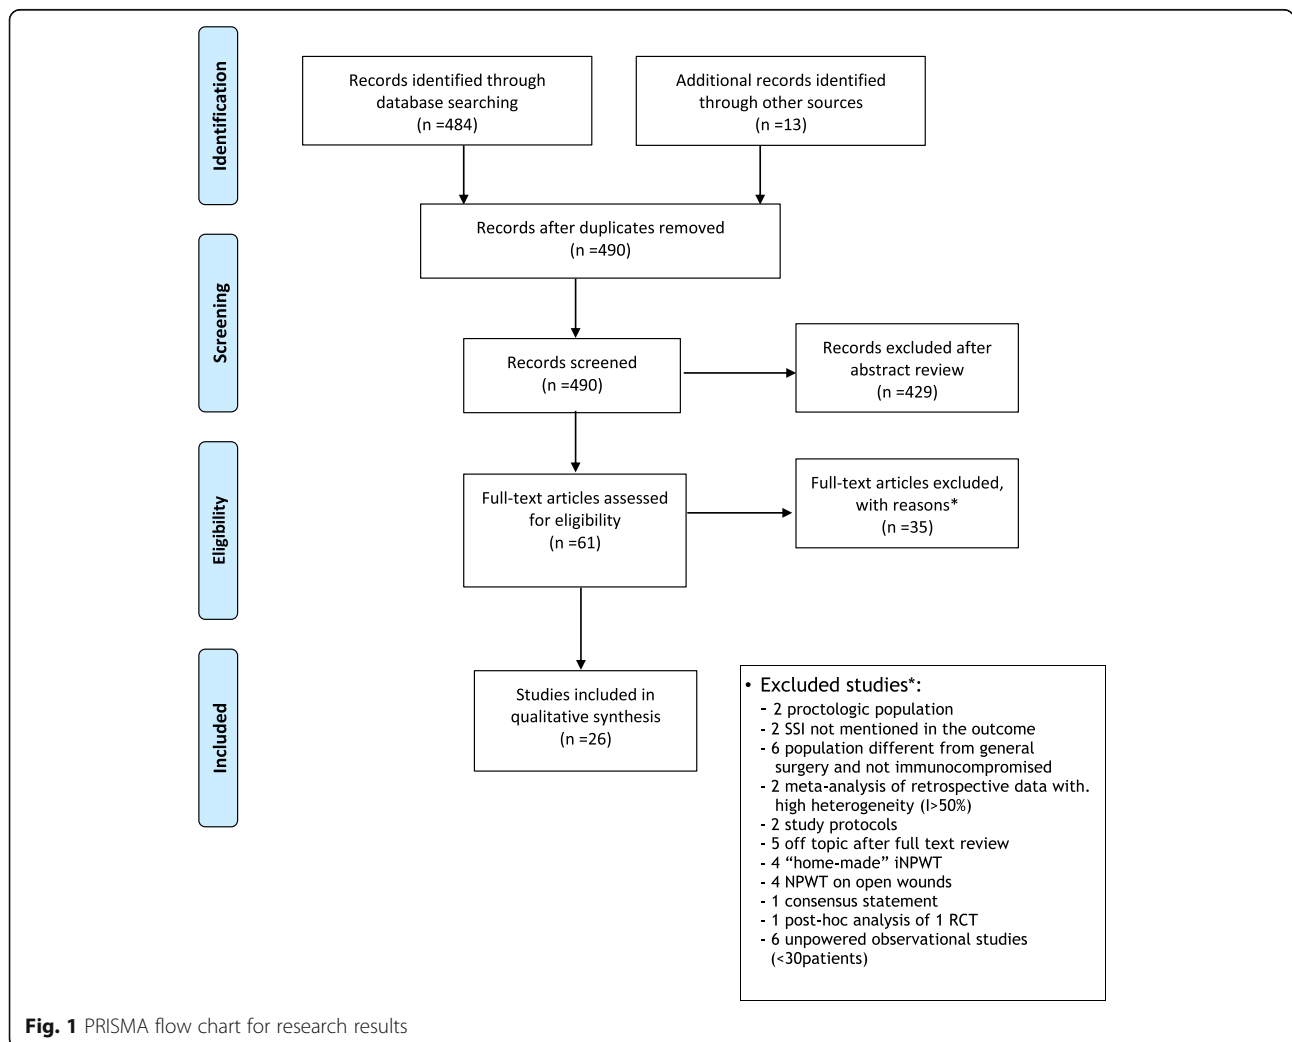 Identification
Records identified through
database searching
(n =484)
Additional records identified
through other sources
(n =13)
Records after duplicates removed
(n =490)
Screening
Records screened
(n =490)
Records excluded after
abstract review
(n =429)
Eligibility
Full-text articles assessed
for eligibility
(n =61)
Full-text articles excluded,
with reasons*
(n =35)
Included
Studies included in
qualitative synthesis
(n =26)
• Excluded studies*:
- 2 proctologic population
- 2 SSI not mentioned in the outcome
- 6 population different from general
surgery and not immunocompromised
- 2 meta-analysis of retrospective data with.
high heterogeneity (I>50%)
- 2 study protocols
- 5 off topic after full text review
- 4 “home-made” iNPWT
- 4 NPWT on open wounds
- 1 consensus statement
- 1 post-hoc analysis of 1 RCT
- 6 unpowered observational studies
(<30patients)
Fig. 1 PRISMA flow chart for research results